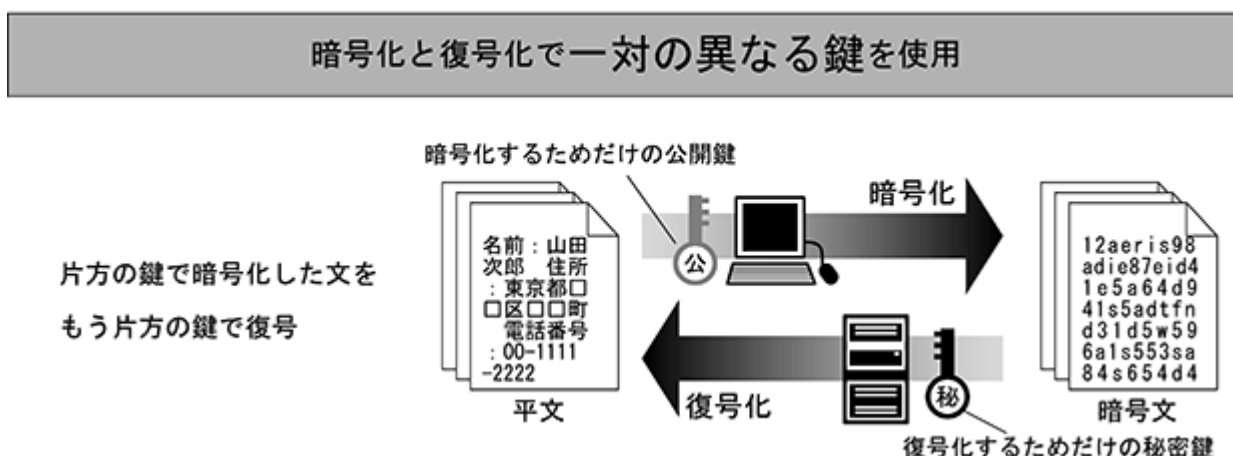 暗号化と復号化で一対の異なる鍵を使用
暗号化するためだけの公開鍵
暗号化
名前：山田
次郎　住所
：東京都□
□区□□町
電話番号
：00-1111
-2222
平文
公
12aeris98
adie87eid4
1e5a64d9
41s5adtfn
d31d5w59
6a1s553sa
84s654d4
暗号文
片方の鍵で暗号化した文を
もう片方の鍵で復号
復号化
秘
復号化するためだけの秘密鍵